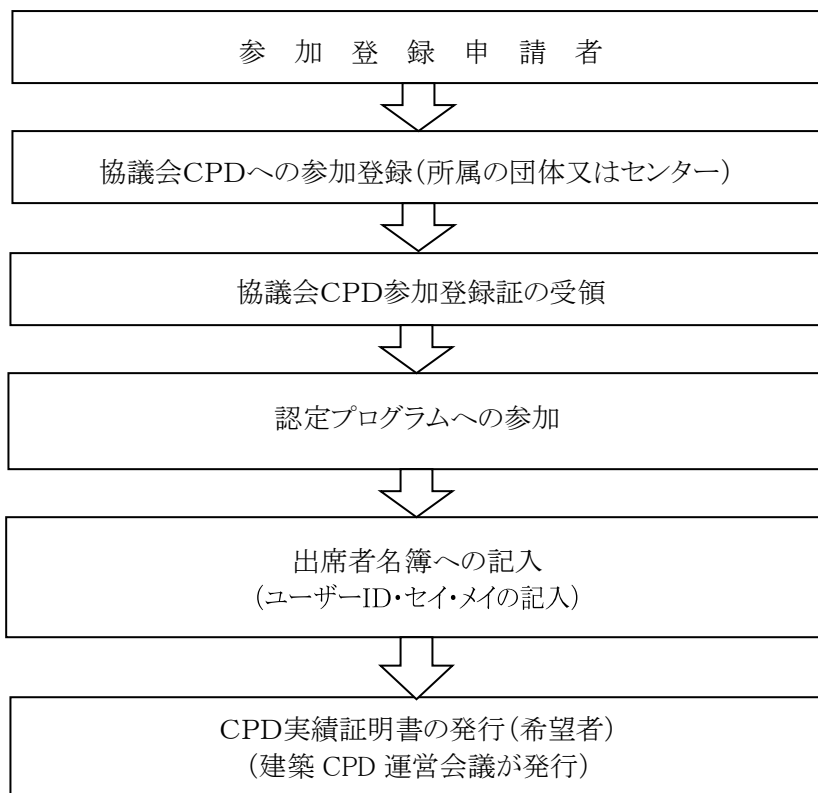 参 加 登 録 申 請 者
協議会CPDへの参加登録(所属の団体又はセンター)
協議会CPD参加登録証の受領
認定プログラムへの参加
出席者名簿への記入
(ユーザーID・セイ・メイの記入)
CPD実績証明書の発行(希望者)
(建築 CPD 運営会議が発行)